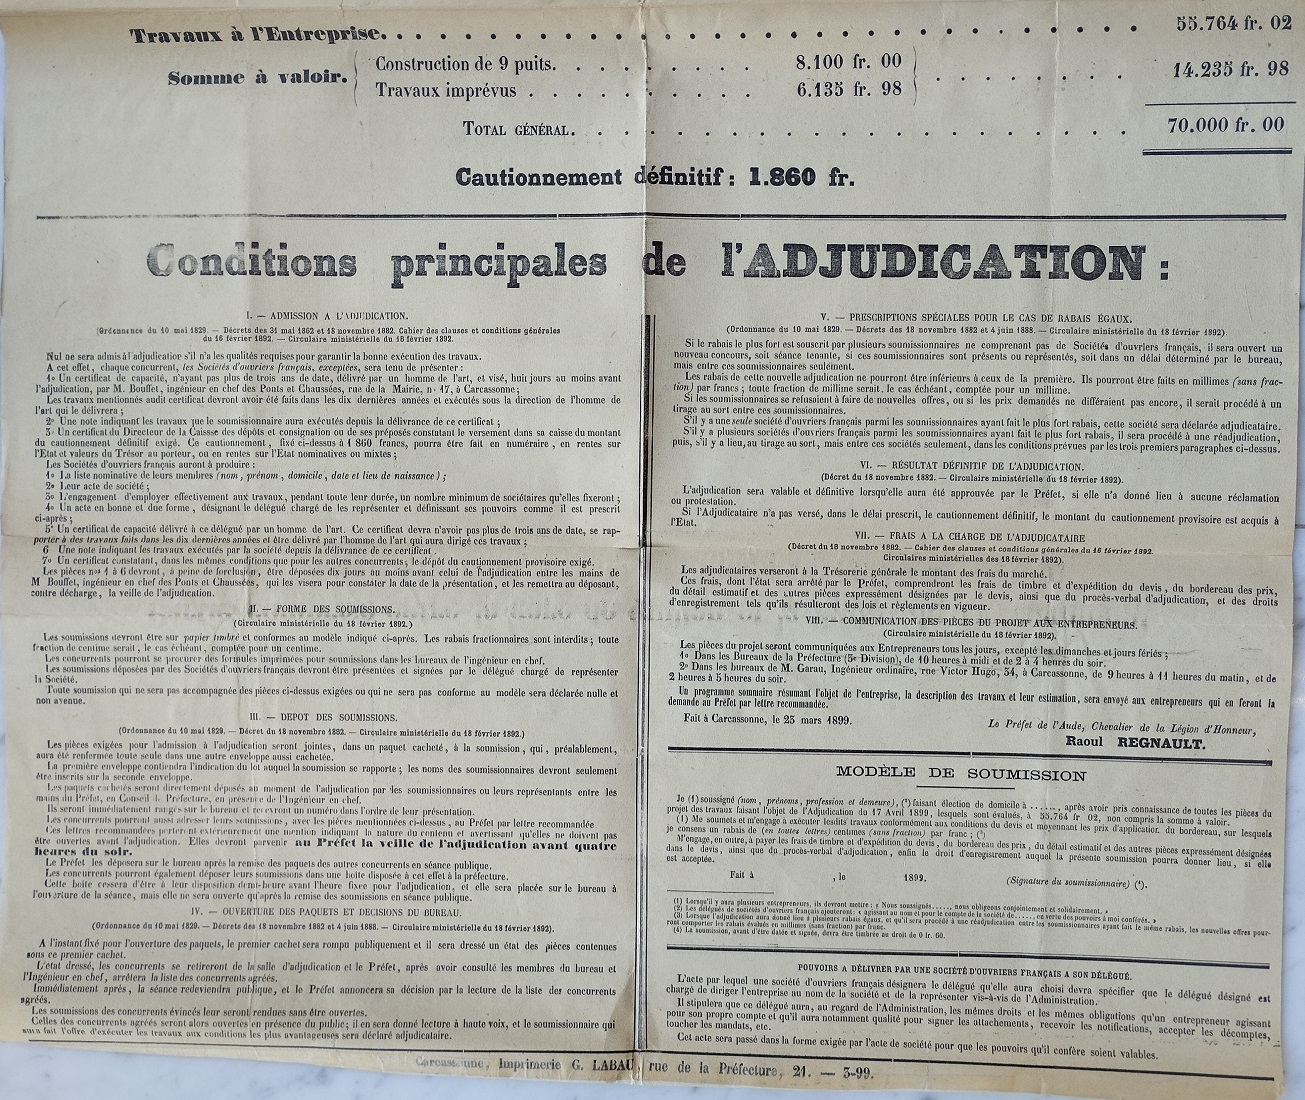 Travaux à l'Entreprise. . . . . . . . . . . . . . . . . . . . . . . . . . 55.764 fr. 02
Somme à valoir. Construction de 9 puits. . . . . . . . . 8.100 fr. 00 . . . . . . . 14.235 fr. 98
Travaux imprévus . . . . . . . . . . 6.135 fr. 98
TOTAL GÉNÉRAL. . . . . . . . . . . . . . . . . . . . . . 70.000 fr. 00
Cautionnement définitif : 1.860 fr.
Conditions principales de l'ADJUDICATION :
I. — ADMISSION A L'ADJUDICATION.
(Ordonnance du 10 mai 1829. — Décrets des 31 mai 1862 et 18 novembre 1882. Cahier des clauses et conditions générales
du 16 février 1892. — Circulaire ministérielle du 18 février 1892.)
Nul ne sera admis à l'adjudication s'il n'a les qualités requises pour garantir la bonne exécution des travaux.
A cet effet, chaque concurrent, les Sociétés d'ouvriers français, exceptées, sera tenu de présenter :
1º Un certificat de capacité, n'ayant pas plus de trois ans de date, délivré par un homme de l'art, et visé, huit jours au moins avant
l'adjudication, par M. Bouffet, ingénieur en chef des Ponts et Chaussées, rue de la Mairie, nº 17, à Carcassonne ;
Les travaux mentionnés audit certificat devront avoir été faits dans les dix dernières années et exécutés sous la direction de l'homme de
l'art qui le délivrera ;
2º Une note indiquant les travaux que le soumissionnaire aura exécutés depuis la délivrance de ce certificat ;
3º Un certificat du Directeur de la Caisse des dépôts et consignation ou de ses préposés constatant le versement dans sa caisse du montant
du cautionnement définitif exigé. Ce cautionnement, fixé ci-dessus à 1 860 francs, pourra être fait en numéraire, en rentes sur
l'Etat et valeurs du Trésor au porteur, ou en rentes sur l'Etat nominatives ou mixtes ;
Les Sociétés d'ouvriers français auront à produire :
1º La liste nominative de leurs membres (nom, prénom, domicile, date et lieu de naissance) ;
2º Leur acte de société ;
3º L'engagement d'employer effectivement aux travaux, pendant toute leur durée, un nombre minimum de sociétaires qu'elles fixeront ;
4º Un acte en bonne et due forme, désignant le délégué chargé de les représenter et définissant ses pouvoirs comme il est prescrit
ci-après ;
5º Un certificat de capacité délivré à ce délégué par un homme de l'art. Ce certificat devra n'avoir pas plus de trois ans de date, se rap-
porter à des travaux faits dans les dix dernières années et être délivré par l'homme de l'art qui aura dirigé ces travaux ;
6 Une note indiquant les travaux exécutés par la société depuis la délivrance de ce certificat.
7º Un certificat constatant, dans les mêmes conditions que pour les autres concurrents, le dépôt du cautionnement provisoire exigé.
Les pièces nºs 1 à 6 devront, à peine de forclusion, être déposées dix jours au moins avant celui de l'adjudication entre les mains de
M Bouffet, ingénieur en chef des Ponts et Chaussées, qui les visera pour constater la date de la présentation, et les remettra au déposant,
contre décharge, la veille de l'adjudication.
II. — FORME DES SOUMISSIONS.
(Circulaire ministérielle du 18 février 1892.)
Les soumissions devront être sur papier timbré et conformes au modèle indiqué ci-après. Les rabais fractionnaires sont interdits ; toute
fraction de centime serait, le cas échéant, comptée pour un centime.
Les concurrents pourront se procurer des formules imprimées pour soumissions dans les bureaux de l'ingénieur en chef.
Les soumissions déposées par des Sociétés d'ouvriers français devront être présentées et signées par le délégué chargé de représenter
la Société.
Toute soumission qui ne sera pas accompagnée des pièces ci-dessus exigées ou qui ne sera pas conforme au modèle sera déclarée nulle et
non avenue.
III. — DEPOT DES SOUMISSIONS.
(Ordonnance du 10 mai 1829. — Décret du 18 novembre 1882. — Circulaire ministérielle du 18 février 1892.)
Les pièces exigées pour l'admission à l'adjudication seront jointes, dans un paquet cacheté, à la soumission, qui, préalablement,
aura été renfermée toute seule dans une autre enveloppe aussi cachetée.
La première enveloppe contiendra l'indication du lot auquel la soumission se rapporte ; les noms des soumissionnaires devront seulement
être inscrits sur la seconde enveloppe.
Les paquets cachetés seront directement déposés au moment de l'adjudication par les soumissionnaires ou leurs représentants entre les
mains du Préfet, en Conseil de Préfecture, en présence de l'Ingénieur en chef.
Ils seront immédiatement rangés sur le bureau et recevront un numéro dans l'ordre de leur présentation.
Les concurrents pourront aussi adresser leurs soumissions, avec les pièces mentionnées ci-dessus, au Préfet par lettre recommandée.
Ces lettres recommandées porteront extérieurement une mention indiquant la nature du contenu et avertissant qu'elles ne doivent pas
être ouvertes avant l'adjudication. Elles devront parvenir au Préfet la veille de l'adjudication avant quatre
heures du soir.
Le Préfet les déposera sur le bureau après la remise des paquets des autres concurrents en séance publique.
Les concurrents pourront également déposer leurs soumissions dans une boîte disposée à cet effet à la préfecture.
Cette boîte cessera d'être à leur disposition demi-heure avant l'heure fixée pour l'adjudication, et elle sera placée sur le bureau à
l'ouverture de la séance, mais elle ne sera ouverte qu'après la remise des soumissions en séance publique.
IV. — OUVERTURE DES PAQUETS ET DÉCISIONS DU BUREAU.
(Ordonnance du 10 mai 1829. — Décrets des 18 novembre 1882 et 4 juin 1888. — Circulaire ministérielle du 18 février 1892).
A l'instant fixé pour l'ouverture des paquets, le premier cachet sera rompu publiquement et il sera dressé un état des pièces contenues
sous ce premier cachet.
L'état dressé, les concurrents se retireront de la salle d'adjudication et le Préfet, après avoir consulté les membres du bureau et
l'Ingénieur en chef, arrêtera la liste des concurrents agréés.
Immédiatement après, la séance redeviendra publique, et le Préfet annoncera sa décision par la lecture de la liste des concurrents
agréés.
Les soumissions des concurrents évincés leur seront rendues sans être ouvertes.
Celles des concurrents agréés seront alors ouvertes en présence du public ; il en sera donné lecture à haute voix, et le soumissionnaire qui
aura fait l'offre d'exécuter les travaux aux conditions les plus avantageuses sera déclaré adjudicataire.
V. — PRESCRIPTIONS SPÉCIALES POUR LE CAS DE RABAIS ÉGAUX.
(Ordonnance du 10 mai 1829. — Décrets des 18 novembre 1882 et 4 juin 1888. — Circulaire ministérielle du 18 février 1892).
Si le rabais le plus fort est souscrit par plusieurs soumissionnaires ne comprenant pas de Sociétés d'ouvriers français, il sera ouvert un
nouveau concours, soit séance tenante, si ces soumissionnaires sont présents ou représentés, soit dans un délai déterminé par le bureau,
mais entre ces soumissionnaires seulement.
Les rabais de cette nouvelle adjudication ne pourront être inférieurs à ceux de la première. Ils pourront être faits en millimes (sans frac-
tion) par francs ; toute fraction de millime serait, le cas échéant, comptée pour un millime.
Si les soumissionnaires se refusaient à faire de nouvelles offres, ou si les prix demandés ne différaient pas encore, il serait procédé à un
tirage au sort entre ces soumissionnaires.
S'il y a une seule société d'ouvriers français parmi les soumissionnaires ayant fait le plus fort rabais, cette société sera déclarée adjudicataire.
S'il y a plusieurs sociétés d'ouvriers français parmi les soumissionnaires ayant fait le plus fort rabais, il sera procédé à une réadjudication,
puis, s'il y a lieu, au tirage au sort, mais entre ces sociétés seulement, dans les conditions prévues par les trois premiers paragraphes ci-dessus.
VI. — RÉSULTAT DÉFINITIF DE L'ADJUDICATION.
(Décret du 18 novembre 1882. — Circulaire ministérielle du 18 février 1892).
L'adjudication sera valable et définitive lorsqu'elle aura été approuvée par le Préfet, si elle n'a donné lieu à aucune réclamation
ou protestation.
Si l'Adjudicataire n'a pas versé, dans le délai prescrit, le cautionnement définitif, le montant du cautionnement provisoire est acquis à
l'Etat.
VII. — FRAIS A LA CHARGE DE L'ADJUDICATAIRE
(Décret du 18 novembre 1882. — Cahier des clauses et conditions générales du 16 février 1892.
Circulaires ministérielles des 18 février 1892).
Les adjudicataires verseront à la Trésorerie générale le montant des frais du marché.
Ces frais, dont l'état sera arrêté par le Préfet, comprendront les frais de timbre et d'expédition du devis, du bordereau des prix,
du détail estimatif et des autres pièces expressément désignées par le devis, ainsi que du procès-verbal d'adjudication, et des droits
d'enregistrement tels qu'ils résulteront des lois et règlements en vigueur.
VIII. — COMMUNICATION DES PIÈCES DU PROJET AUX ENTREPRENEURS.
(Circulaire ministérielle du 18 février 1892).
Les pièces du projet seront communiquées aux Entrepreneurs tous les jours, excepté les dimanches et jours fériés ;
1º Dans les Bureaux de la Préfecture (5e Division), de 10 heures à midi et de 2 à 4 heures du soir.
2º Dans les bureaux de M. Garau, Ingénieur ordinaire, rue Victor Hugo, 54, à Carcassonne, de 9 heures à 11 heures du matin, et de
2 heures à 5 heures du soir.
Un programme sommaire résumant l'objet de l'entreprise, la description des travaux et leur estimation, sera envoyé aux entrepreneurs qui en feront la
demande au Préfet par lettre recommandée.
Fait à Carcassonne, le 23 mars 1899.
Le Préfet de l'Aude, Chevalier de la Légion d'Honneur,
Raoul REGNAULT.
MODÈLE DE SOUMISSION
Je (1) soussigné (nom, prénoms, profession et demeure), (²) faisant élection de domicile à ......, après avoir pris connaissance de toutes les pièces du
projet des travaux faisant l'objet de l'Adjudication du 17 Avril 1899, lesquels sont évalués, à 55.764 fr 02, non compris la somme à valoir.
(1) Me soumets et m'engage à exécuter lesdits travaux conformément aux conditions du devis et moyennant les prix d'application du bordereau, sur lesquels
je consens un rabais de (en toutes lettres) centimes (sans fraction) par franc ; (³)
M'engage, en outre, à payer les frais de timbre et d'expédition du devis, du bordereau des prix, du détail estimatif et des autres pièces expressément désignées
dans le devis, ainsi que du procès-verbal d'adjudication, enfin le droit d'enregistrement auquel la présente soumission pourra donner lieu, si elle
est acceptée.
Fait à , le 1899. (Signature du soumissionnaire) (⁴).
(1) Lorsqu'il y aura plusieurs entrepreneurs, ils devront mettre : « Nous soussignés ....., nous obligeons conjointement et solidairement. »
(2) Les délégués de sociétés d'ouvriers français ajouteront : « agissant au nom et pour le compte de la société de ......, en vertu des pouvoirs à moi conférés. »
(3) Lorsque l'adjudication aura donné lieu à plusieurs rabais égaux, et qu'il sera procédé à une réadjudication entre les soumissionnaires ayant fait le même rabais, les nouvelles offres pour-
ront comporter les rabais évalués en millimes (sans fraction) par franc.
(4) La soumission, avant d'être datée et signée, devra être timbrée au droit de 0 fr. 60.
POUVOIRS A DÉLIVRER PAR UNE SOCIÉTÉ D'OUVRIERS FRANÇAIS A SON DÉLÉGUÉ.
L'acte par lequel une société d'ouvriers français désignera le délégué qu'elle aura choisi devra spécifier que le délégué désigné est
chargé de diriger l'entreprise au nom de la société et de la représenter vis-à-vis de l'Administration.
Il stipulera que ce délégué aura, au regard de l'Administration, les mêmes droits et les mêmes obligations qu'un entrepreneur agissant
pour son propre compte et qu'il aura notamment qualité pour signer les attachements, recevoir les notifications, accepter les décomptes,
toucher les mandats, etc.
Cet acte sera passé dans la forme exigée par l'acte de société pour que les pouvoirs qu'il confère soient valables.
Carcassonne, Imprimerie G. LABAU, rue de la Préfecture, 21. — 3-99.